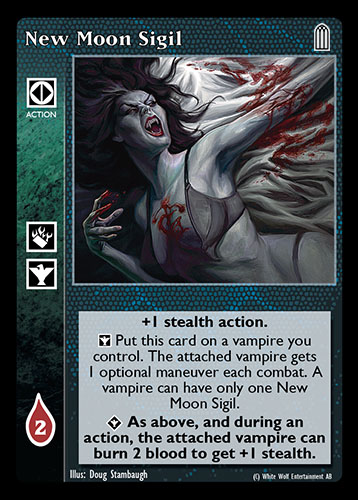 New Moon Sigil
ACTION
+1 stealth action.
Put this card on a vampire you
control. The attached vampire gets
1 optional maneuver each combat. A
vampire can have only one New
Moon Sigil.
As above, and during an
action, the attached vampire can
burn 2 blood to get +1 stealth.
2
Illus: Doug Stambaugh
(C) White Wolf Entertainment AB